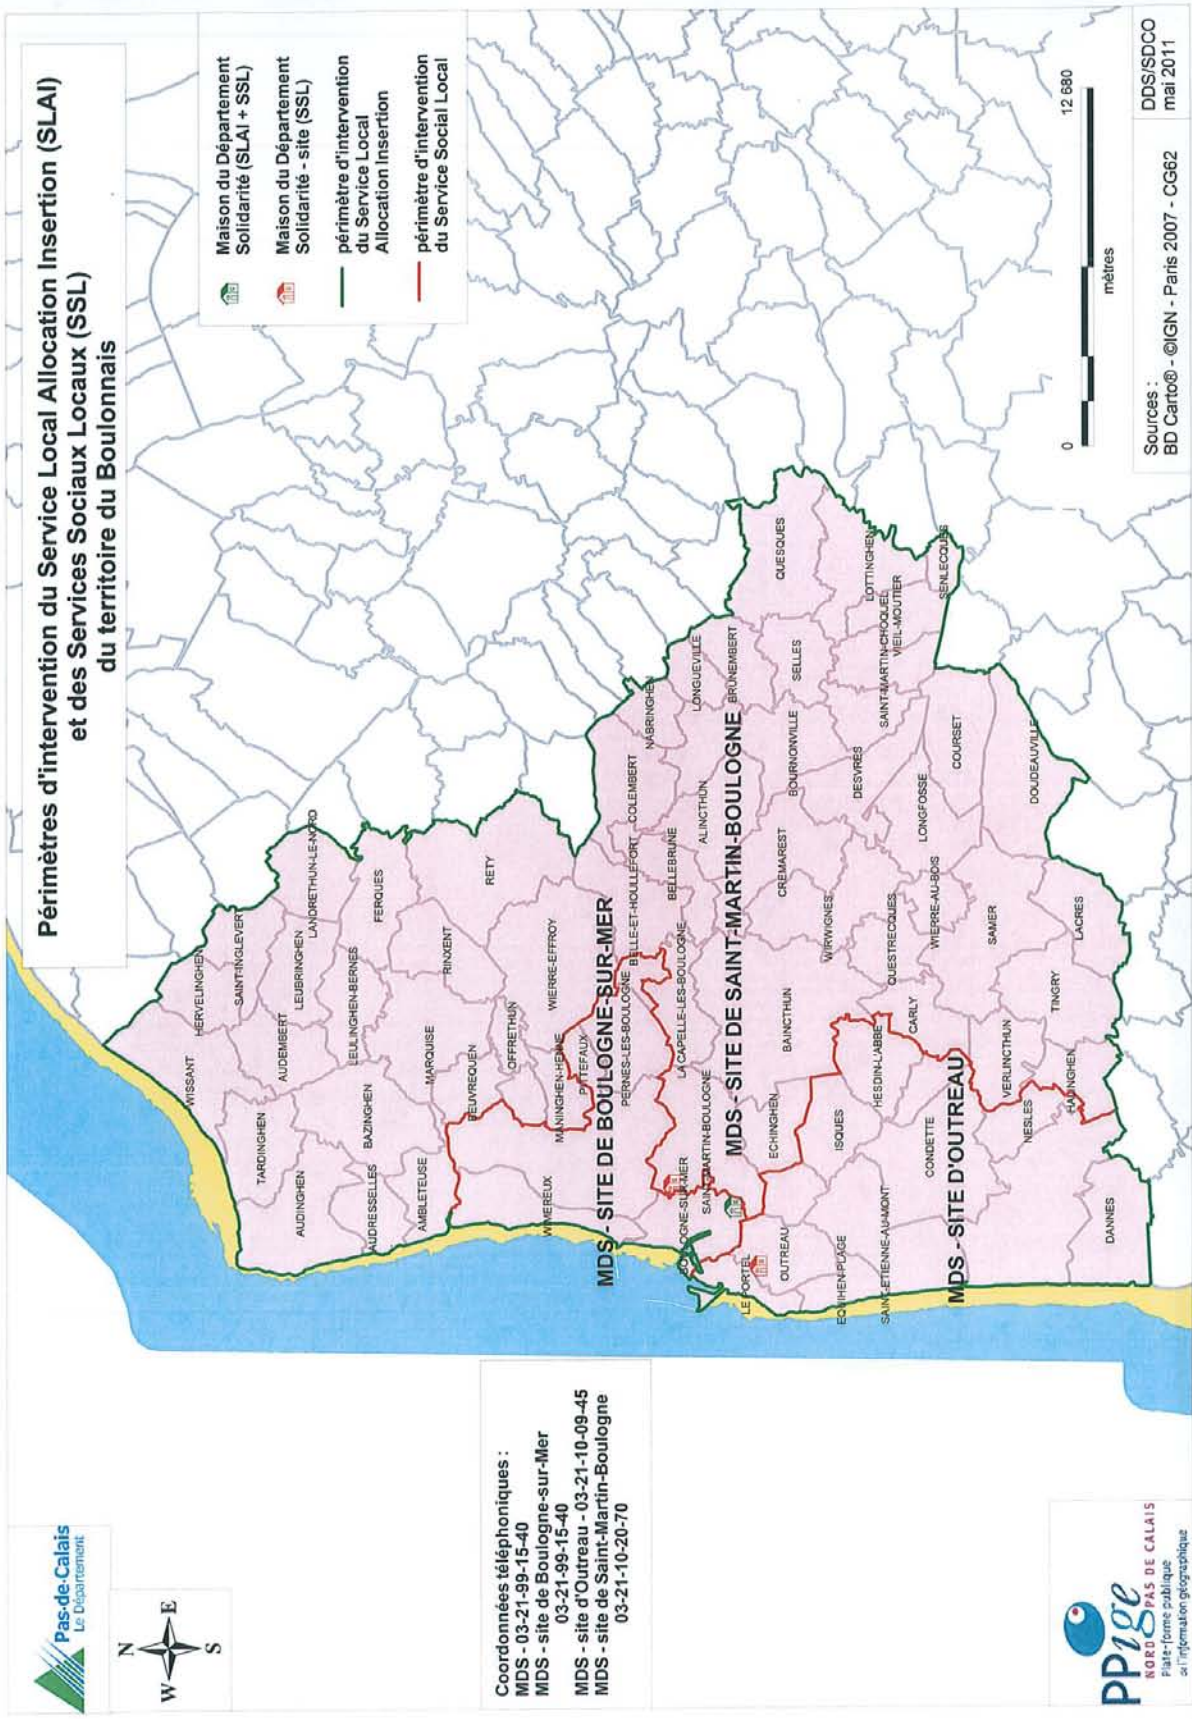 Périmètres d'intervention du Service Local Allocation Insertion (SLAI)
et des Services Sociaux Locaux (SSL)
du territoire du Boulonnais
Pas-de-Calais
Le Département
N
W
E
S
Maison du Département
Solidarité (SLAI + SSL)
Maison du Département
Solidarité - site (SSL)
périmètre d'intervention
du Service Local
Allocation Insertion
périmètre d'intervention
du Service Social Local
WISSANT
HERVELINGHEN
SAINT-INGLEVERT
TARDINGHEN
AUDEMBERT
LEUBRINGHEN
LANDRETHUN-LE-NORD
AUDINGHEN
BAZINGHEN
LEULINGHEN-BERNES
FERQUES
AUDRESSELLES
AMBLETEUSE
MARQUISE
RINXENT
RETY
BEUVREQUEN
OFFRETHUN
WIERRE-EFFROY
WIMEREUX
MANINGHEN-HENNE
PITTEFAUX
MDS - SITE DE BOULOGNE-SUR-MER
PERNES-LES-BOULOGNE
BELLE-ET-HOULLEFORT
COLEMBERT
NABRINGHEN
BELLEBRUNE
LA CAPELLE-LES-BOULOGNE
SAINT-MARTIN-BOULOGNE
ALINCTHUN
LONGUEVILLE
BRUNEMBERT
MDS - SITE DE SAINT-MARTIN-BOULOGNE
LE PORTEL
OUTREAU
ECHINGHEN
BAINCTHUN
CREMAREST
BOURNONVILLE
SELLES
QUESQUES
EQUIHEN-PLAGE
ISQUES
WIRWIGNES
DESVRES
LOTTINGHEN
SAINT-MARTIN-CHOQUEL
VIEIL-MOUTIER
SAINT-ETIENNE-AU-MONT
HESDIN-L'ABBE
QUESTRECQUES
CARLY
CONDETTE
WIERRE-AU-BOIS
LONGFOSSE
COURSET
SENLECQUES
MDS - SITE D'OUTREAU
SAMER
DOUDEAUVILLE
VERLINCTHUN
NESLES
TINGRY
LACRES
HALINGHEN
DANNES
Coordonnées téléphoniques :
MDS - 03-21-99-15-40
MDS - site de Boulogne-sur-Mer
03-21-99-15-40
MDS - site d'Outreau - 03-21-10-09-45
MDS - site de Saint-Martin-Boulogne
03-21-10-20-70
0
12 680
mètres
PPige
NORD PAS DE CALAIS
Plate-forme publique
de l'information géographique
Sources :
BD Carto® - ©IGN - Paris 2007 - CG62
DDS/SDCO
mai 2011